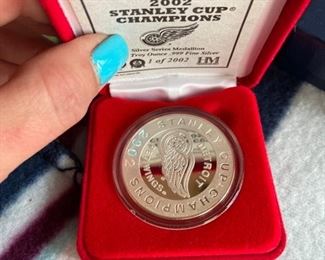 2002
STANLEY CUP®
CHAMPIONS
Silver Series Medallion
Troy Ounce .999 Fine Silver
1 of 2002
HM
2002 STANLEY CUP CHAMPIONS
DETROIT
REDWINGS